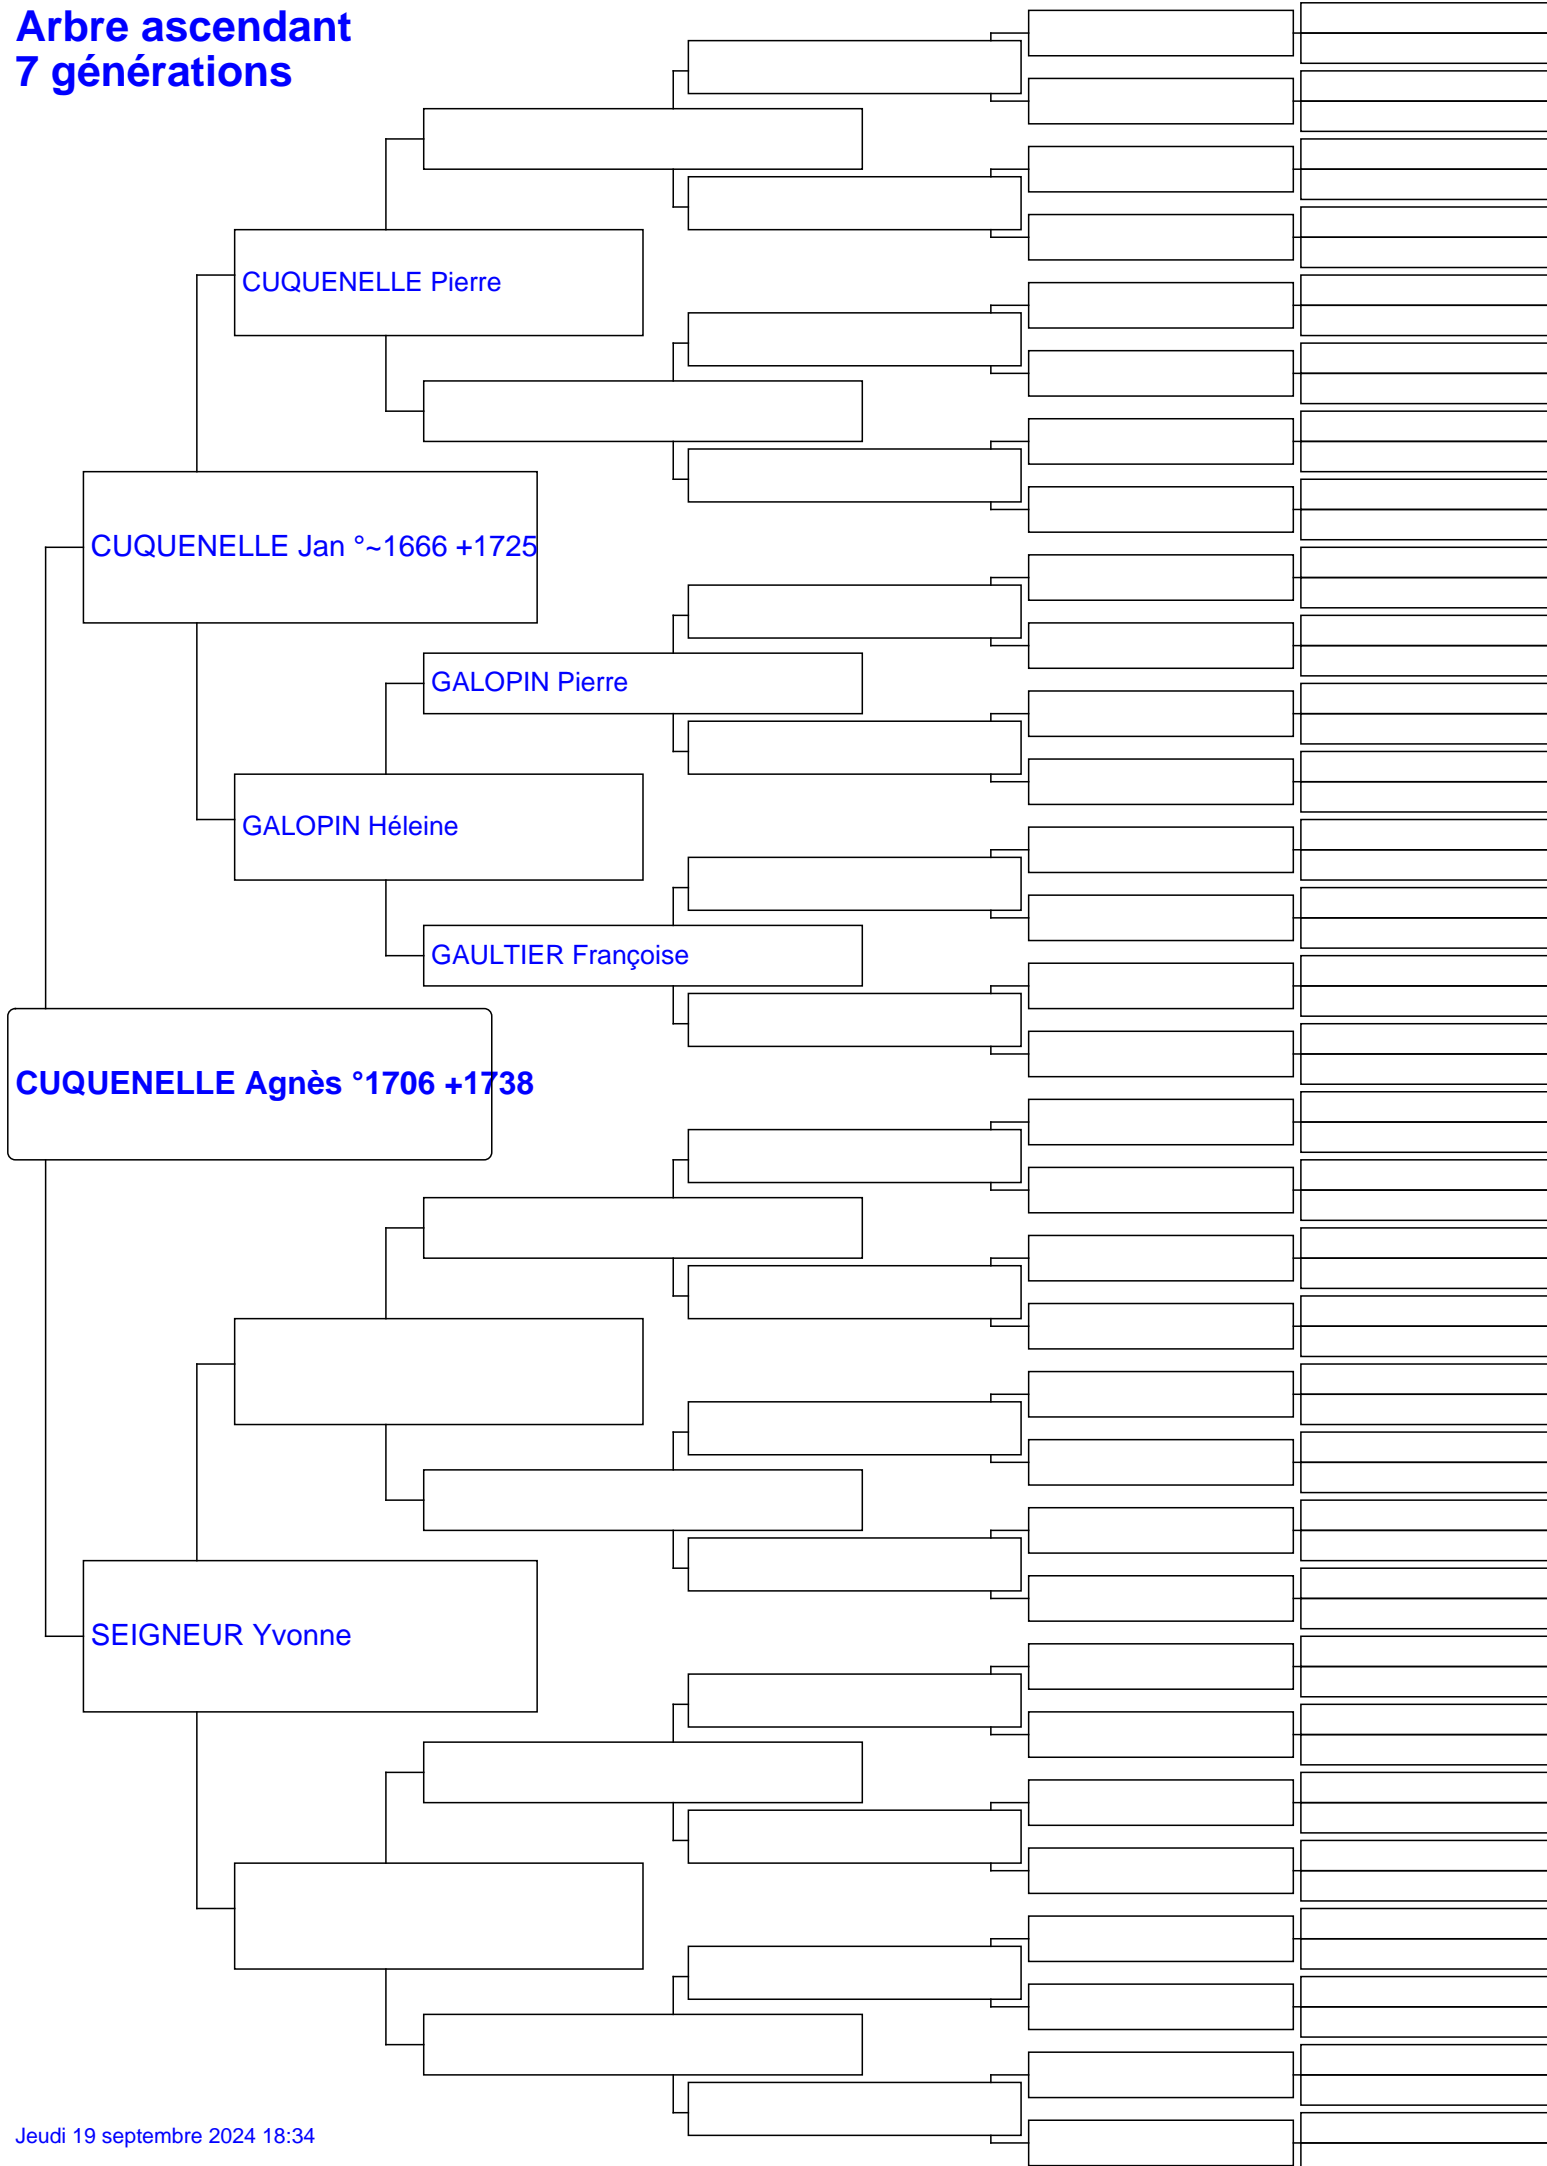 Arbre ascendant
7 générations
CUQUENELLE Pierre
CUQUENELLE Jan °~1666 +1725
GALOPIN Pierre
GALOPIN Héleine
GAULTIER Françoise
CUQUENELLE Agnès °1706 +1738
SEIGNEUR Yvonne
Jeudi 19 septembre 2024 18:34